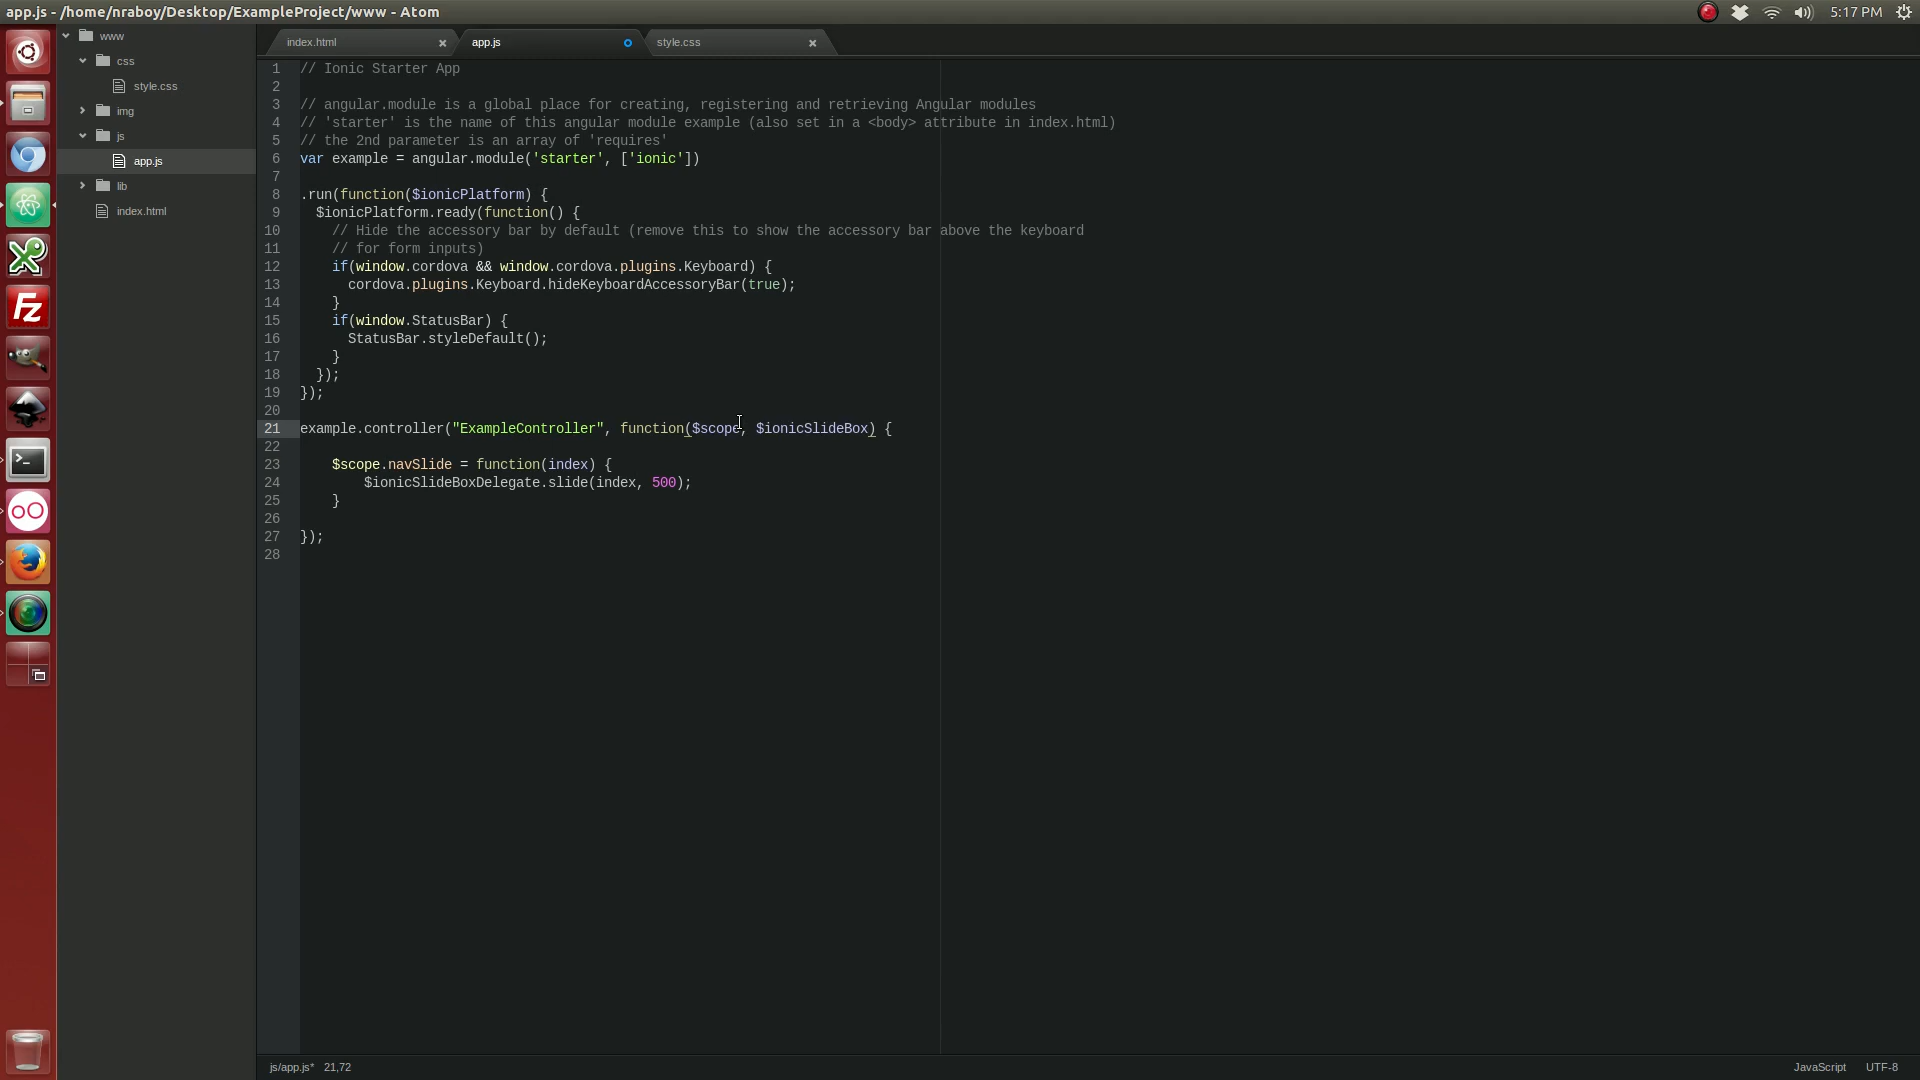 app.js - /home/nraboy/Desktop/ExampleProject/www - Atom
5:17 PM
www
css
style.css
img
js
app.js
lib
index.html
index.html
app.js
style.css
1 // Ionic Starter App
2
3 // angular.module is a global place for creating, registering and retrieving Angular modules
4 // 'starter' is the name of this angular module example (also set in a <body> attribute in index.html)
5 // the 2nd parameter is an array of 'requires'
6 var example = angular.module('starter', ['ionic'])
7
8 .run(function($ionicPlatform) {
9   $ionicPlatform.ready(function() {
10     // Hide the accessory bar by default (remove this to show the accessory bar above the keyboard
11     // for form inputs)
12     if(window.cordova && window.cordova.plugins.Keyboard) {
13       cordova.plugins.Keyboard.hideKeyboardAccessoryBar(true);
14     }
15     if(window.StatusBar) {
16       StatusBar.styleDefault();
17     }
18   });
19 });
20
21 example.controller("ExampleController", function($scope, $ionicSlideBox) {
22
23     $scope.navSlide = function(index) {
24         $ionicSlideBoxDelegate.slide(index, 500);
25     }
26
27 });
28
Fz
js/app.js* 21,72
JavaScript
UTF-8